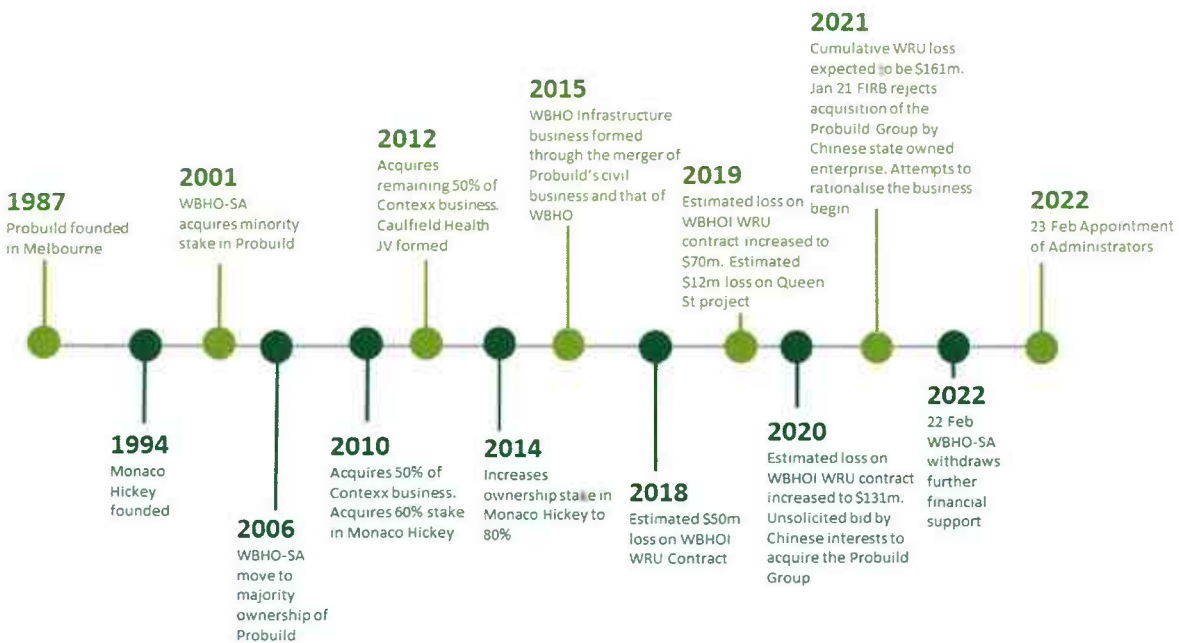 1987
Probuild founded
in Melbourne
1994
Monaco
Hickey
founded
2001
WBHO-SA
acquires minority
stake in Probuild
2006
WBHO-SA
move to
majority
ownership of
Probuild
2010
Acquires 50% of
Contexx business.
Acquires 60% stake
in Monaco Hickey
2012
Acquires
remaining 50% of
Contexx business.
Caulfield Health
JV formed
2014
Increases
ownership stake in
Monaco Hickey to
80%
2015
WBHO Infrastructure
business formed
through the merger of
Probuild's civil
business and that of
WBHO
2018
Estimated $50m
loss on WBHOI
WRU Contract
2019
Estimated loss on
WBHOI WRU
contract increased to
$70m. Estimated
$12m loss on Queen
St project
2020
Estimated loss on
WBHOI WRU contract
increased to $131m.
Unsolicited bid by
Chinese interests to
acquire the Probuild
Group
2021
Cumulative WRU loss
expected to be $161m.
Jan 21 FIRB rejects
acquisition of the
Probuild Group by
Chinese state owned
enterprise. Attempts to
rationalise the business
begin
2022
22 Feb
WBHO-SA
withdraws
further
financial
support
2022
23 Feb Appointment
of Administrators